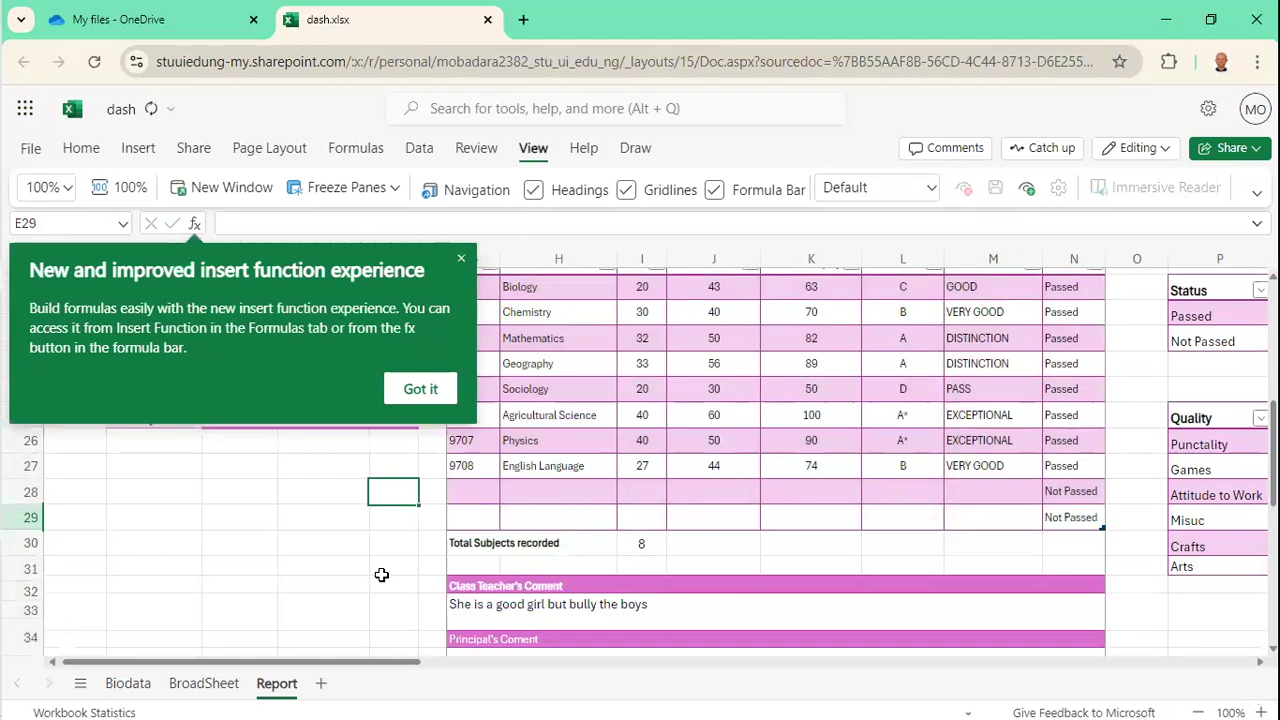 My files - OneDrive
dash.xlsx
stuuiedung-my.sharepoint.com/:x:/r/personal/mobidara2382_stu_ui_edu_ng/_layouts/15/Doc.aspx?sourcedoc=%7BB55AAF8B-56CD-4C44-8713-D6E255...
dash
Search for tools, help, and more (Alt + Q)
MO
File Home Insert Share Page Layout Formulas Data Review View Help Draw
Comments Catch up Editing Share
100% 100% New Window Freeze Panes Navigation Headings Gridlines Formula Bar Default Immersive Reader
E29 fx
New and improved insert function experience
Build formulas easily with the new insert function experience. You can
access it from Insert Function in the Formulas tab or from the fx
button in the formula bar.
Got it
H I J K L M N O P
Biology 20 43 63 C GOOD Passed Status
Chemistry 30 40 70 B VERY GOOD Passed Passed
Mathematics 32 50 82 A DISTINCTION Passed Not Passed
Geography 33 56 89 A DISTINCTION Passed
Sociology 20 30 50 D PASS Passed
Agricultural Science 40 60 100 A* EXCEPTIONAL Passed Quality
26 9707 Physics 40 50 90 A* EXCEPTIONAL Passed Punctality
27 9708 English Language 27 44 74 B VERY GOOD Passed Games
28 Not Passed Attitude to Work
29 Not Passed Misuc
30 Total Subjects recorded 8 Crafts
31 Arts
32 Class Teacher's Coment
33 She is a good girl but bully the boys
34 Principal's Coment
Biodata BroadSheet Report
Workbook Statistics Give Feedback to Microsoft 100%